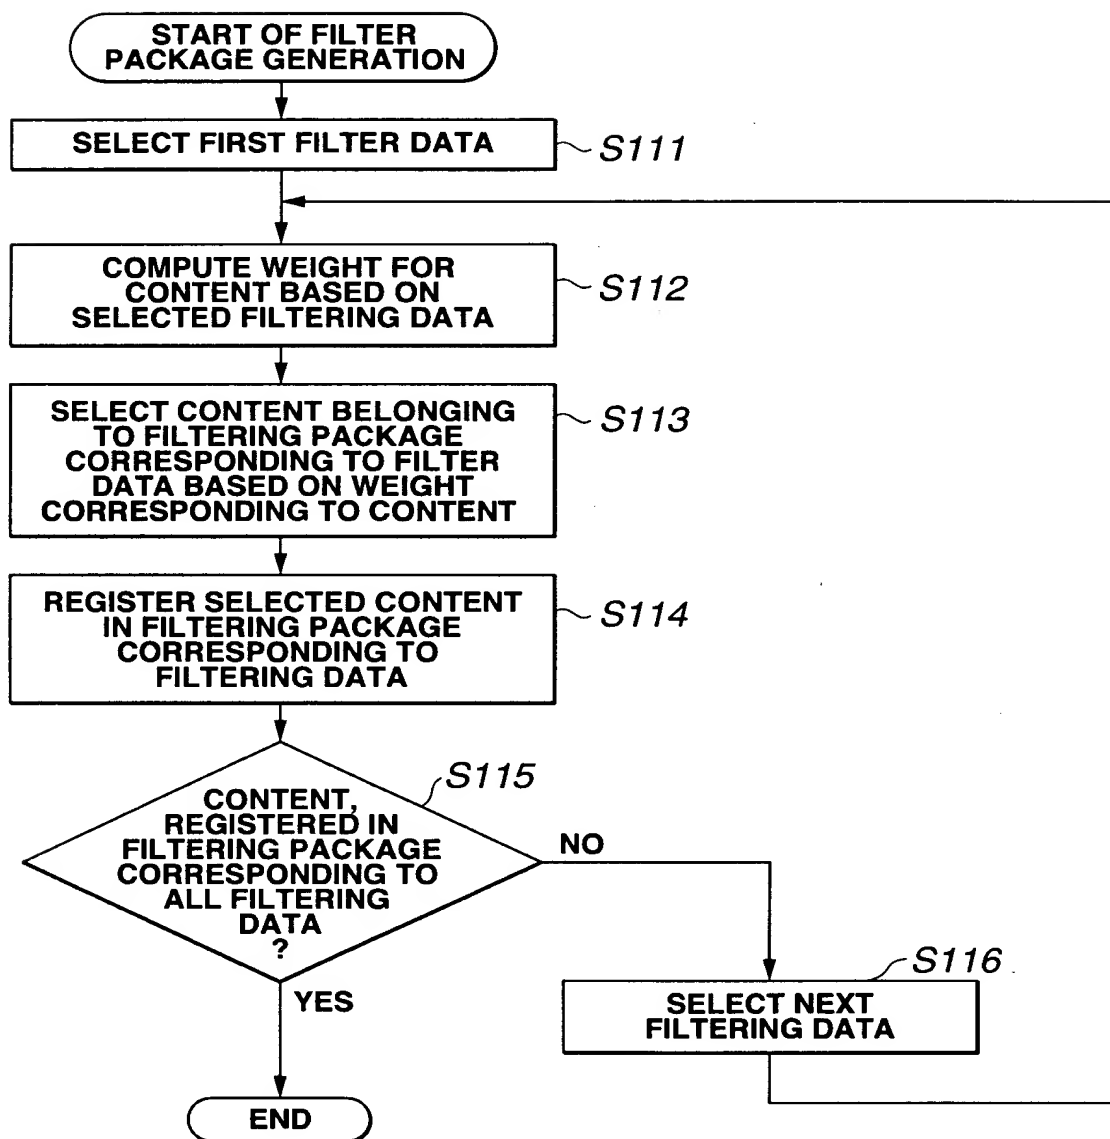 START OF FILTER
PACKAGE GENERATION
SELECT FIRST FILTER DATA
S111
COMPUTE WEIGHT FOR
CONTENT BASED ON
SELECTED FILTERING DATA
S112
SELECT CONTENT BELONGING
TO FILTERING PACKAGE
CORRESPONDING TO FILTER
DATA BASED ON WEIGHT
CORRESPONDING TO CONTENT
S113
REGISTER SELECTED CONTENT
IN FILTERING PACKAGE
CORRESPONDING TO
FILTERING DATA
S114
S115
CONTENT,
REGISTERED IN
FILTERING PACKAGE
CORRESPONDING TO
ALL FILTERING
DATA
?
NO
YES
S116
SELECT NEXT
FILTERING DATA
END